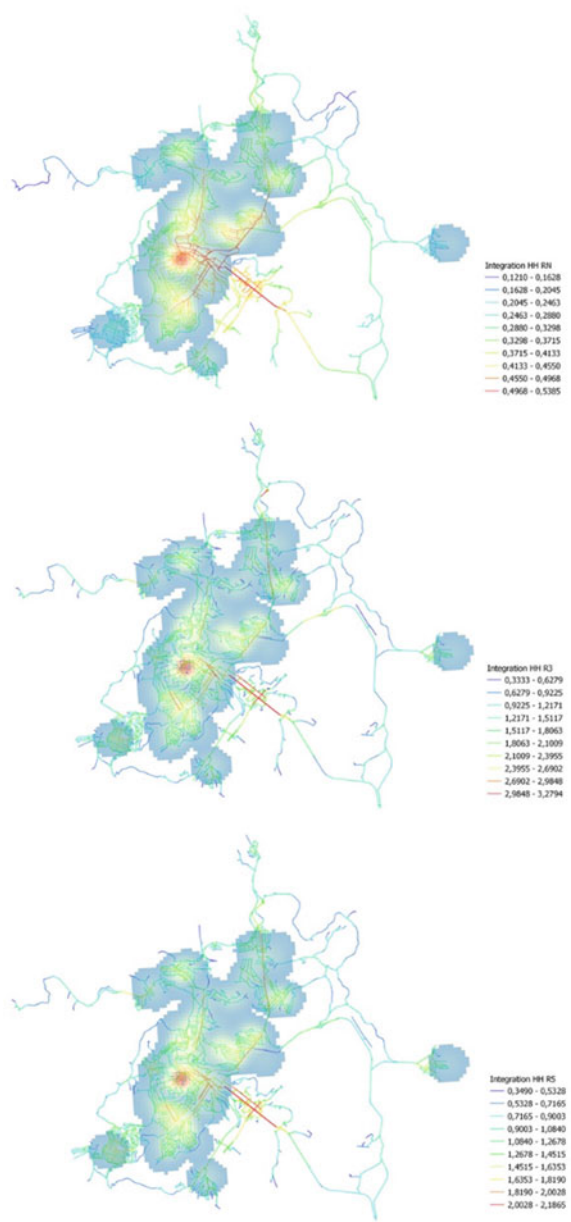 Integration HH RN
0,1210 - 0,1628
0,1628 - 0,2045
0,2045 - 0,2463
0,2463 - 0,2880
0,2880 - 0,3298
0,3298 - 0,3715
0,3715 - 0,4133
0,4133 - 0,4550
0,4550 - 0,4968
0,4968 - 0,5385
Integration HH R3
0,3333 - 0,6279
0,6279 - 0,9225
0,9225 - 1,2171
1,2171 - 1,5117
1,5117 - 1,8063
1,8063 - 2,1009
2,1009 - 2,3955
2,3955 - 2,6902
2,6902 - 2,9848
2,9848 - 3,2794
Integration HH R5
0,3490 - 0,5328
0,5328 - 0,7165
0,7165 - 0,9003
0,9003 - 1,0840
1,0840 - 1,2678
1,2678 - 1,4515
1,4515 - 1,6353
1,6353 - 1,8190
1,8190 - 2,0028
2,0028 - 2,1865